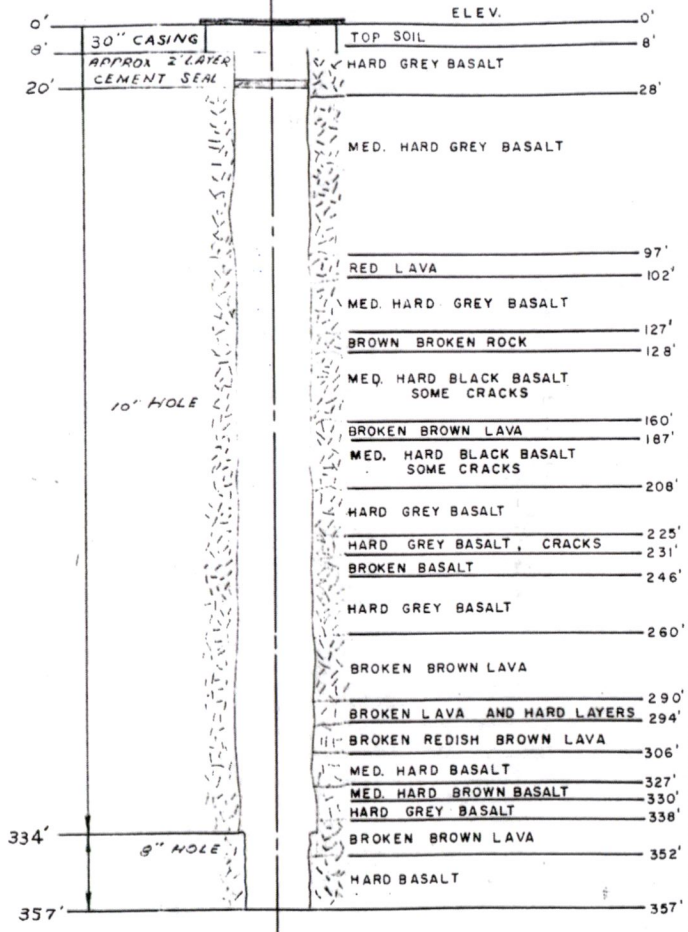 ELEV.
0' 0'
30" CASING TOP SOIL
8' 8'
APPROX 2' LAYER HARD GREY BASALT
CEMENT SEAL
20'
28'
MED. HARD GREY BASALT
97'
RED LAVA
102'
MED. HARD GREY BASALT
127'
BROWN BROKEN ROCK
128'
MED. HARD BLACK BASALT
SOME CRACKS
10" HOLE
160'
BROKEN BROWN LAVA
187'
MED. HARD BLACK BASALT
SOME CRACKS
208'
HARD GREY BASALT
225'
HARD GREY BASALT, CRACKS
231'
BROKEN BASALT
246'
HARD GREY BASALT
260'
BROKEN BROWN LAVA
290'
BROKEN LAVA AND HARD LAYERS
294'
BROKEN REDISH BROWN LAVA
306'
MED. HARD BASALT
327'
MED. HARD BROWN BASALT
330'
HARD GREY BASALT
338'
334'
BROKEN BROWN LAVA
8" HOLE
352'
HARD BASALT
357' 357'